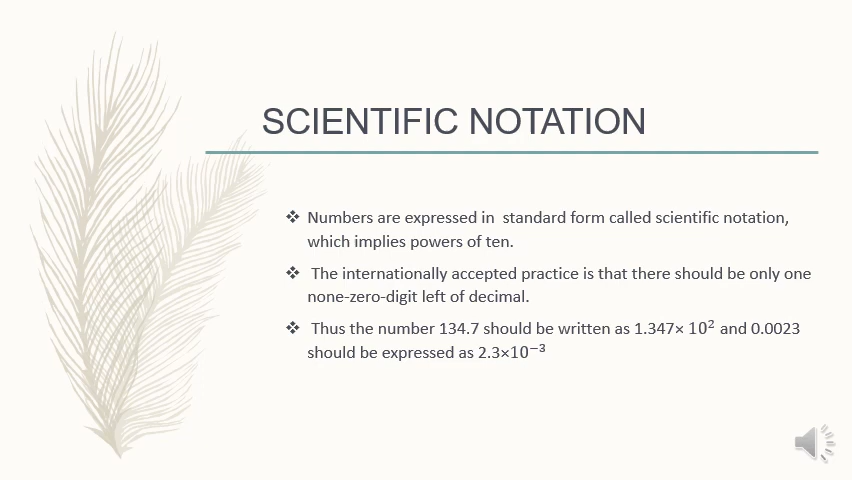 SCIENTIFIC NOTATION
❖ Numbers are expressed in standard form called scientific notation,
which implies powers of ten.
❖ The internationally accepted practice is that there should be only one
none-zero-digit left of decimal.
❖ Thus the number 134.7 should be written as 1.347× 10² and 0.0023
should be expressed as 2.3×10⁻³